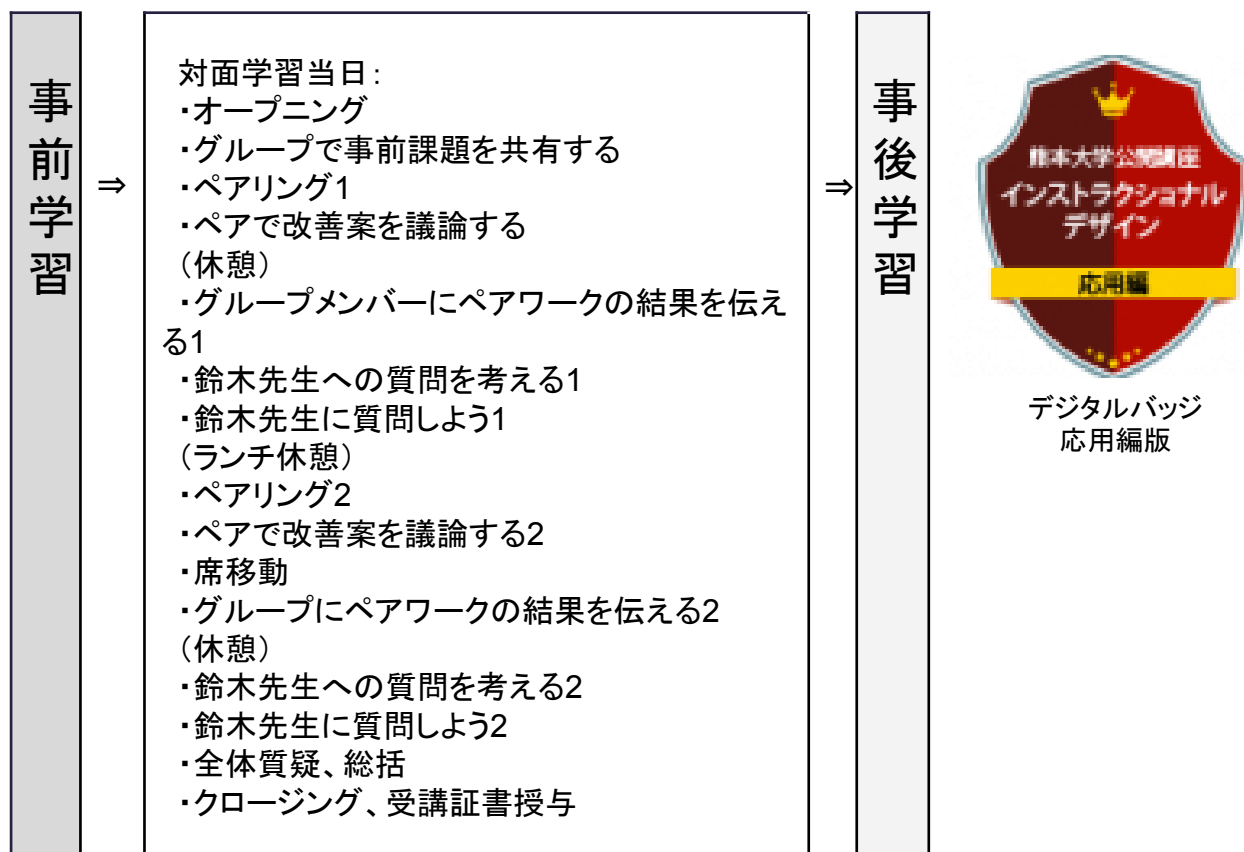 事前学習
⇒
対面学習当日：
・オープニング
・グループで事前課題を共有する
・ペアリング1
・ペアで改善案を議論する
（休憩）
・グループメンバーにペアワークの結果を伝え
る1
・鈴木先生への質問を考える1
・鈴木先生に質問しよう1
（ランチ休憩）
・ペアリング2
・ペアで改善案を議論する2
・席移動
・グループにペアワークの結果を伝える2
（休憩）
・鈴木先生への質問を考える2
・鈴木先生に質問しよう2
・全体質疑、総括
・クロージング、受講証書授与
⇒
事後学習
熊本大学公開講座
インストラクショナル
デザイン
応用編
デジタルバッジ
応用編版